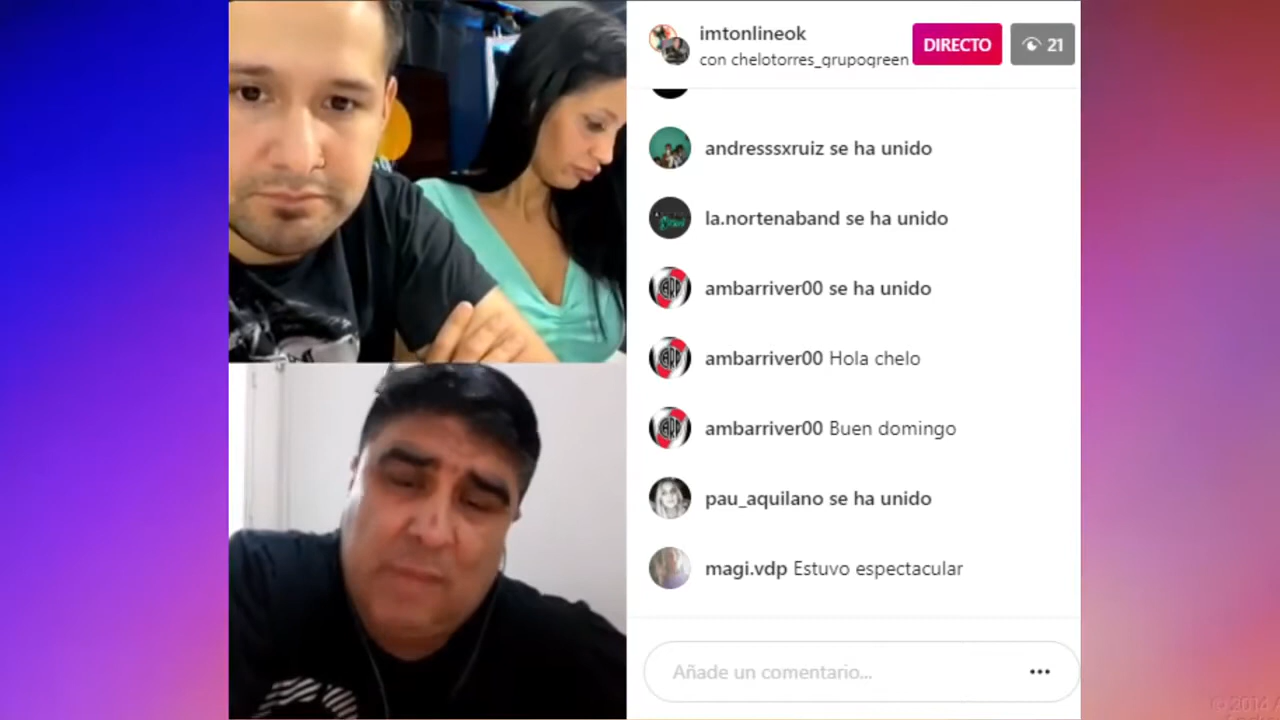 imtonlineok
con chelotorres_grupogreen
DIRECTO
21
andresssxruiz se ha unido
la.nortenaband se ha unido
ambarriver00 se ha unido
ambarriver00 Hola chelo
ambarriver00 Buen domingo
pau_aquilano se ha unido
magi.vdp Estuvo espectacular
Añade un comentario...
© 2014